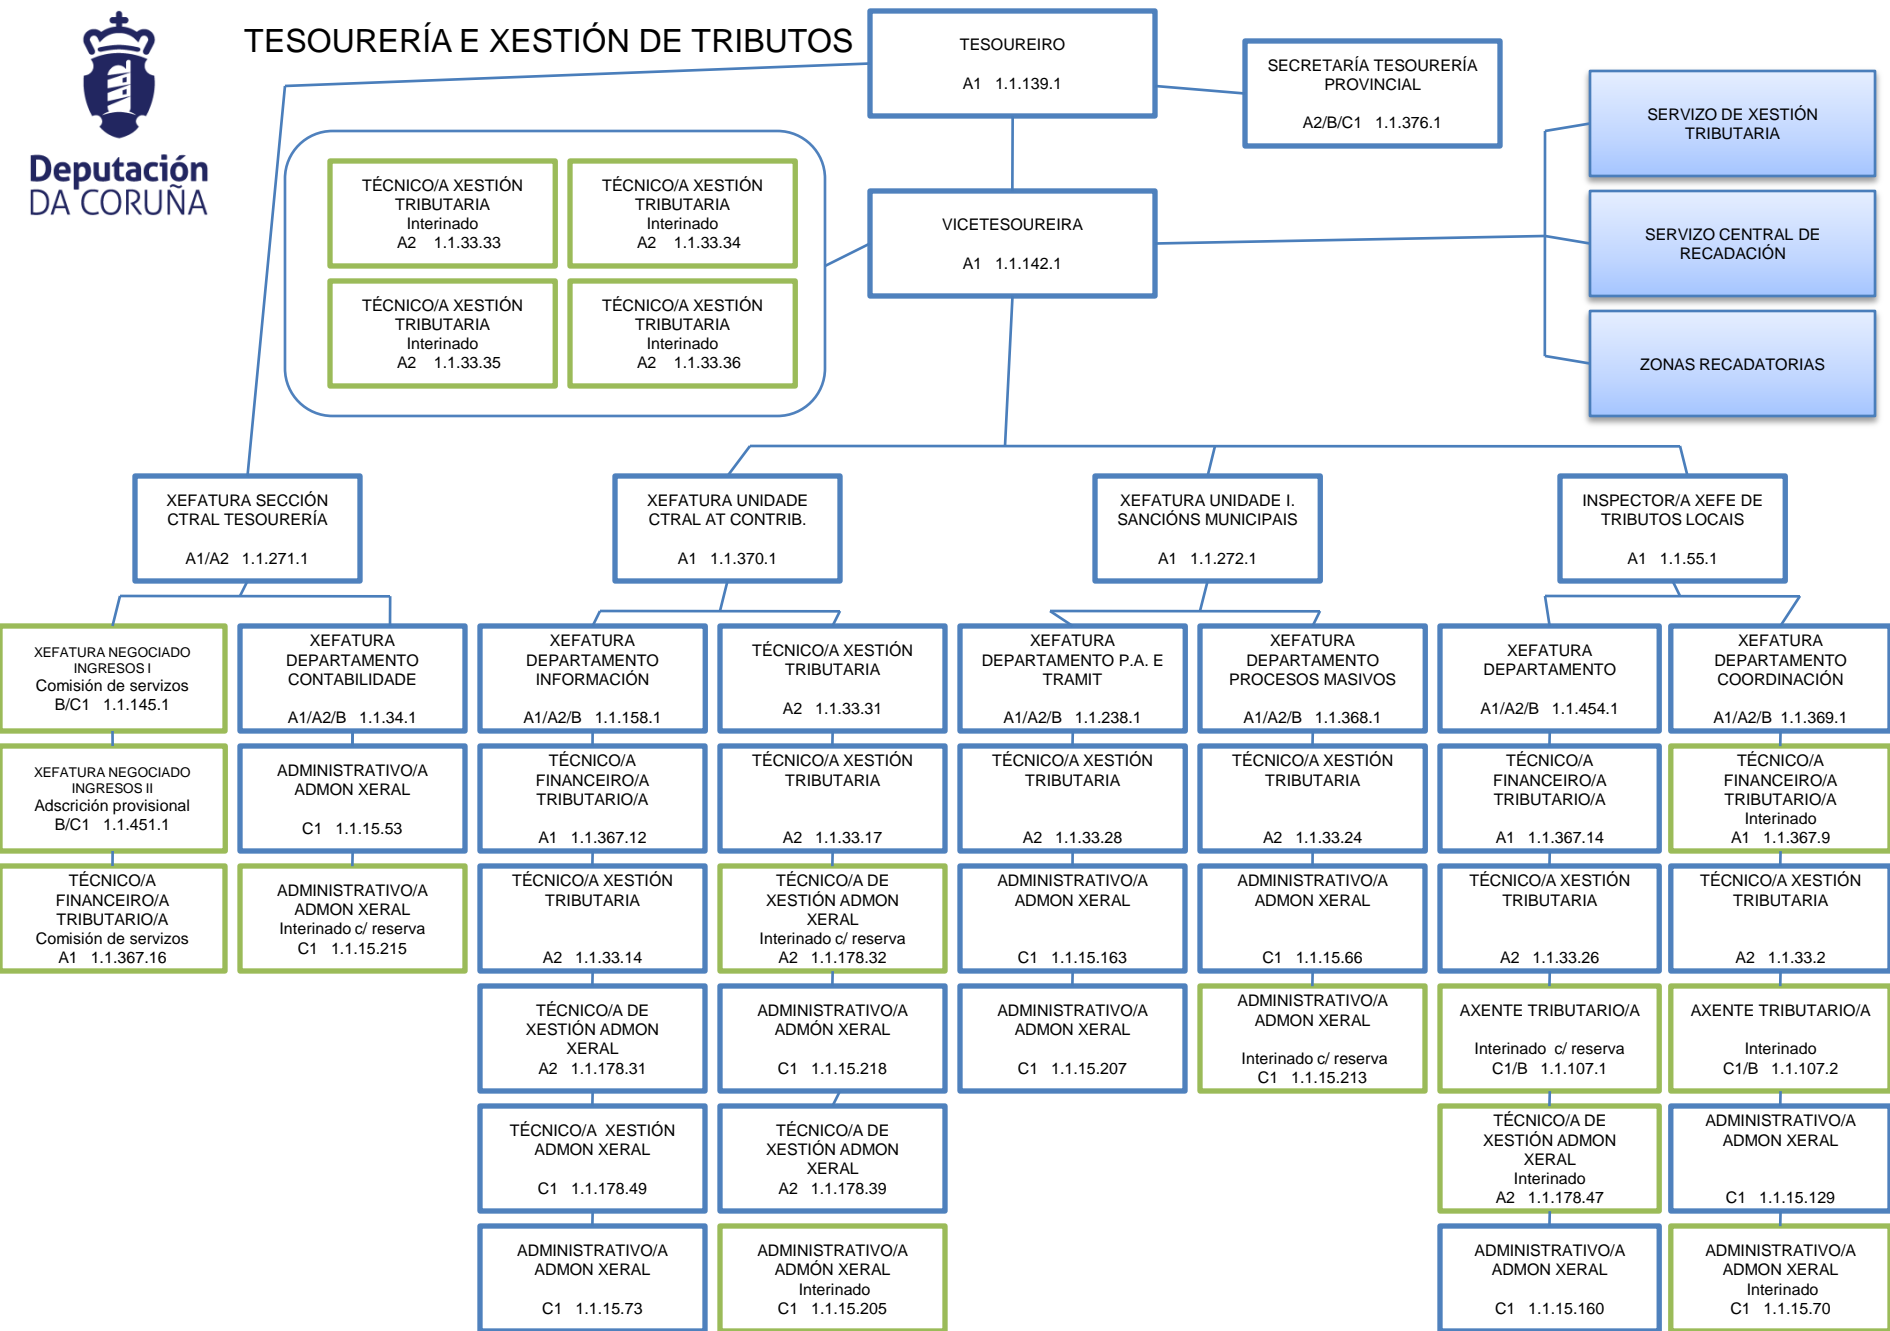 Deputación
DA CORUÑA
TESOURERÍA E XESTIÓN DE TRIBUTOS
TESOUREIRO
A1 1.1.139.1
SECRETARÍA TESOURERÍA
PROVINCIAL
A2/B/C1 1.1.376.1
SERVIZO DE XESTIÓN
TRIBUTARIA
SERVIZO CENTRAL DE
RECADACIÓN
ZONAS RECADATORIAS
TÉCNICO/A XESTIÓN
TRIBUTARIA
Interinado
A2 1.1.33.33
TÉCNICO/A XESTIÓN
TRIBUTARIA
Interinado
A2 1.1.33.34
TÉCNICO/A XESTIÓN
TRIBUTARIA
Interinado
A2 1.1.33.35
TÉCNICO/A XESTIÓN
TRIBUTARIA
Interinado
A2 1.1.33.36
VICETESOUREIRA
A1 1.1.142.1
XEFATURA SECCIÓN
CTRAL TESOURERÍA
A1/A2 1.1.271.1
XEFATURA UNIDADE
CTRAL AT CONTRIB.
A1 1.1.370.1
XEFATURA UNIDADE I.
SANCIÓNS MUNICIPAIS
A1 1.1.272.1
INSPECTOR/A XEFE DE
TRIBUTOS LOCAIS
A1 1.1.55.1
XEFATURA NEGOCIADO
INGRESOS I
Comisión de servizos
B/C1 1.1.145.1
XEFATURA NEGOCIADO
INGRESOS II
Adscrición provisional
B/C1 1.1.451.1
TÉCNICO/A
FINANCEIRO/A
TRIBUTARIO/A
Comisión de servizos
A1 1.1.367.16
XEFATURA
DEPARTAMENTO
CONTABILIDADE
A1/A2/B 1.1.34.1
ADMINISTRATIVO/A
ADMON XERAL
C1 1.1.15.53
ADMINISTRATIVO/A
ADMON XERAL
Interinado c/ reserva
C1 1.1.15.215
XEFATURA
DEPARTAMENTO
INFORMACIÓN
A1/A2/B 1.1.158.1
TÉCNICO/A
FINANCEIRO/A
TRIBUTARIO/A
A1 1.1.367.12
TÉCNICO/A XESTIÓN
TRIBUTARIA
A2 1.1.33.14
TÉCNICO/A DE
XESTIÓN ADMON
XERAL
A2 1.1.178.31
TÉCNICO/A XESTIÓN
ADMON XERAL
C1 1.1.178.49
ADMINISTRATIVO/A
ADMON XERAL
C1 1.1.15.73
TÉCNICO/A XESTIÓN
TRIBUTARIA
A2 1.1.33.31
TÉCNICO/A XESTIÓN
TRIBUTARIA
A2 1.1.33.17
TÉCNICO/A DE
XESTIÓN ADMON
XERAL
Interinado c/ reserva
A2 1.1.178.32
ADMINISTRATIVO/A
ADMÓN XERAL
C1 1.1.15.218
TÉCNICO/A DE
XESTIÓN ADMON
XERAL
A2 1.1.178.39
ADMINISTRATIVO/A
ADMÓN XERAL
Interinado
C1 1.1.15.205
XEFATURA
DEPARTAMENTO P.A. E
TRAMIT
A1/A2/B 1.1.238.1
TÉCNICO/A XESTIÓN
TRIBUTARIA
A2 1.1.33.28
ADMINISTRATIVO/A
ADMON XERAL
C1 1.1.15.163
ADMINISTRATIVO/A
ADMON XERAL
C1 1.1.15.207
XEFATURA
DEPARTAMENTO
PROCESOS MASIVOS
A1/A2/B 1.1.368.1
TÉCNICO/A XESTIÓN
TRIBUTARIA
A2 1.1.33.24
ADMINISTRATIVO/A
ADMON XERAL
C1 1.1.15.66
ADMINISTRATIVO/A
ADMON XERAL
Interinado c/ reserva
C1 1.1.15.213
XEFATURA
DEPARTAMENTO
A1/A2/B 1.1.454.1
TÉCNICO/A
FINANCEIRO/A
TRIBUTARIO/A
A1 1.1.367.14
TÉCNICO/A XESTIÓN
TRIBUTARIA
A2 1.1.33.26
AXENTE TRIBUTARIO/A
Interinado c/ reserva
C1/B 1.1.107.1
TÉCNICO/A DE
XESTIÓN ADMON
XERAL
Interinado
A2 1.1.178.47
ADMINISTRATIVO/A
ADMON XERAL
C1 1.1.15.160
XEFATURA
DEPARTAMENTO
COORDINACIÓN
A1/A2/B 1.1.369.1
TÉCNICO/A
FINANCEIRO/A
TRIBUTARIO/A
Interinado
A1 1.1.367.9
TÉCNICO/A XESTIÓN
TRIBUTARIA
A2 1.1.33.2
AXENTE TRIBUTARIO/A
Interinado
C1/B 1.1.107.2
ADMINISTRATIVO/A
ADMON XERAL
C1 1.1.15.129
ADMINISTRATIVO/A
ADMON XERAL
Interinado
C1 1.1.15.70